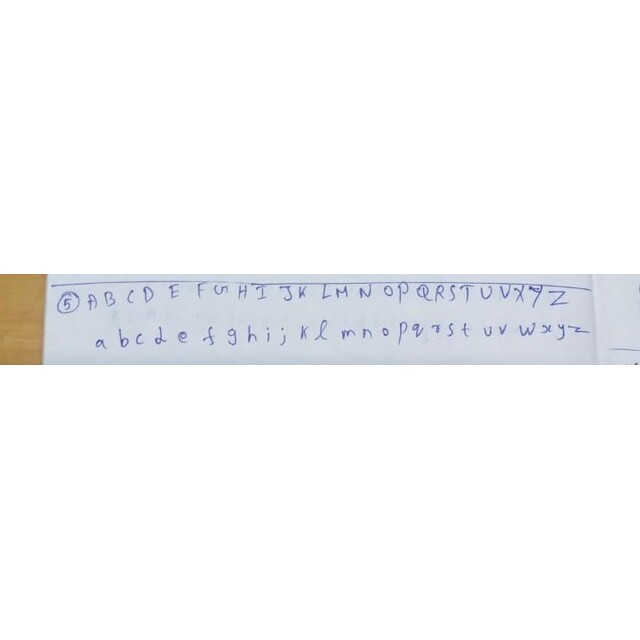 ⑤ A B C D E F G H I J K L M N O P Q R S T U V X Y Z
a b c d e f g h i j k l m n o p q r s t u v w x y z